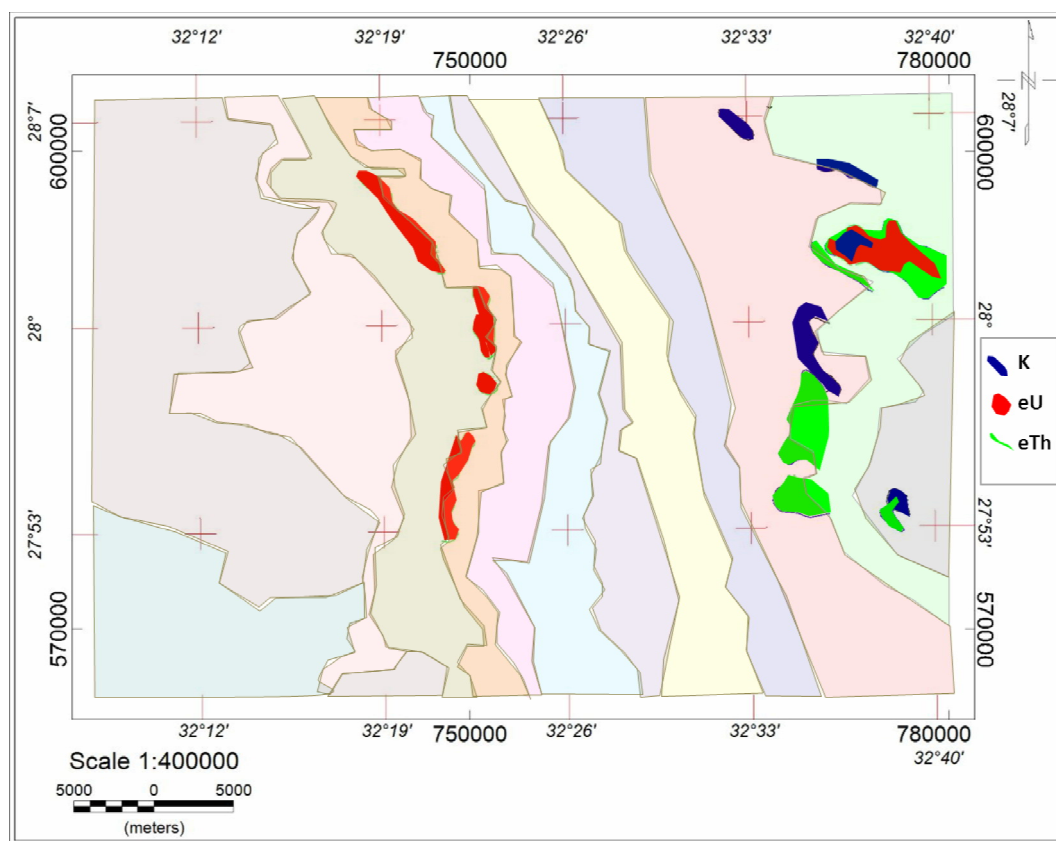 32°12' 32°19' 32°26' 32°33' 32°40'
750000 780000
N
28°7' 28°7'
600000 600000
28° 28°
K
eU
eTh
27°53' 27°53'
570000 570000
32°12' 32°19' 32°26' 32°33'
750000 780000
32°40'
Scale 1:400000
5000 0 5000
(meters)